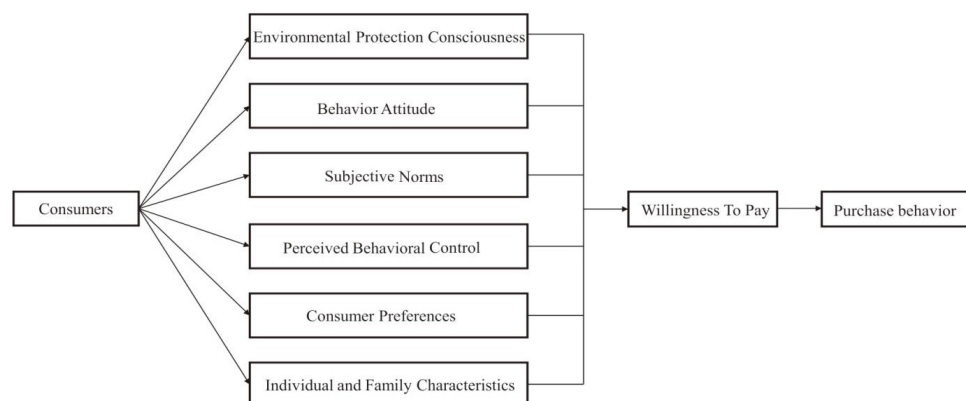 Environmental Protection Consciousness
Behavior Attitude
Subjective Norms
Consumers
Willingness To Pay
Purchase behavior
Perceived Behavioral Control
Consumer Preferences
Individual and Family Characteristics